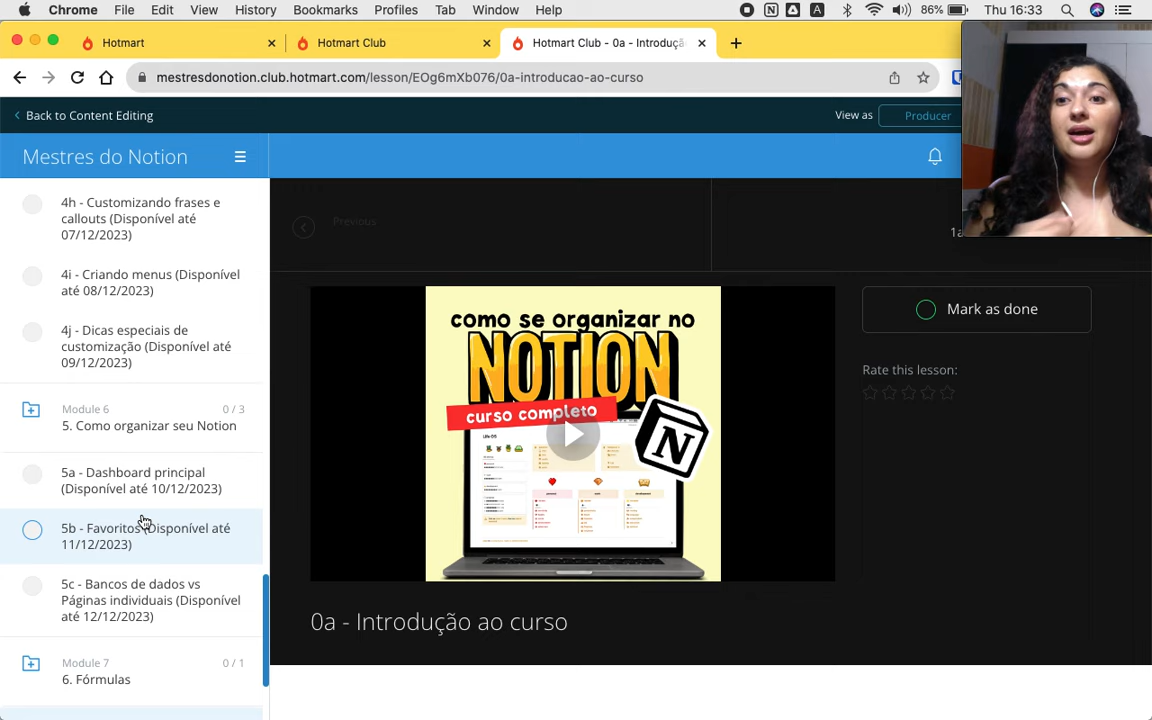 Chrome File Edit View History Bookmarks Profiles Tab Window Help
86% Thu 16:33
Hotmart
Hotmart Club
Hotmart Club - 0a - Introduçã
mestresdonotion.club.hotmart.com/lesson/EOg6mXb076/0a-introducao-ao-curso
Back to Content Editing
View as Producer
Mestres do Notion
4h - Customizando frases e
callouts (Disponível até
07/12/2023)
4i - Criando menus (Disponível
até 08/12/2023)
4j - Dicas especiais de
customização (Disponível até
09/12/2023)
Module 6 0 / 3
5. Como organizar seu Notion
5a - Dashboard principal
(Disponível até 10/12/2023)
5b - Favoritos (Disponível até
11/12/2023)
5c - Bancos de dados vs
Páginas individuais (Disponível
até 12/12/2023)
Module 7 0 / 1
6. Fórmulas
Previous
como se organizar no
NOTION
curso completo
N
Mark as done
Rate this lesson:
0a - Introdução ao curso